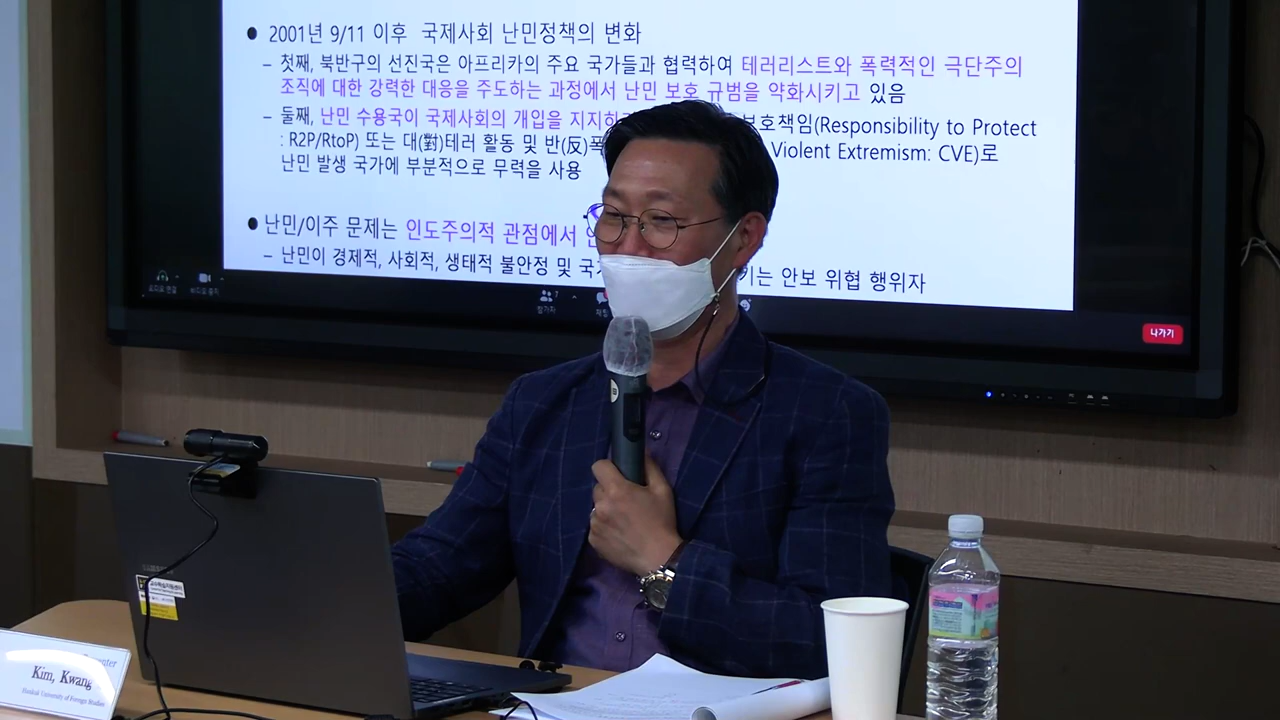 2001년 9/11 이후 국제사회 난민정책의 변화
– 첫째, 북반구의 선진국은 아프리카의 주요 국가들과 협력하여 테러리스트와 폭력적인 극단주의
조직에 대한 강력한 대응을 주도하는 과정에서 난민 보호 규범을 약화시키고 있음
– 둘째, 난민 수용국이 국제사회의 개입을 지지하 보호책임(Responsibility to Protect
: R2P/RtoP) 또는 대(對)테러 활동 및 반(反)폭 Violent Extremism: CVE)로
난민 발생 국가에 부분적으로 무력을 사용
난민/이주 문제는 인도주의적 관점에서
– 난민이 경제적, 사회적, 생태적 불안정 및 국 키는 안보 위협 행위자
참가자
나가기
Kim, Kwang
Hankuk University of Foreign Studies